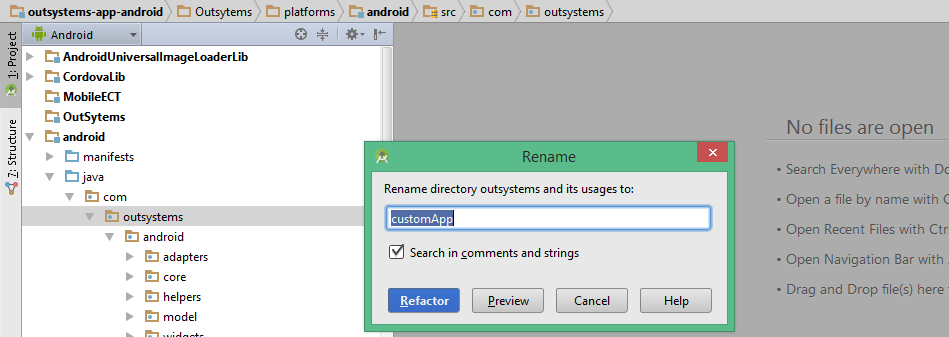 outsystems-app-android Outsytems platforms android src com outsystems
1: Project
7: Structure
Android
AndroidUniversalImageLoaderLib
CordovaLib
MobileECT
OutSytems
android
manifests
java
com
outsystems
android
adapters
core
helpers
model
widgets
Rename
Rename directory outsystems and its usages to:
customApp
Search in comments and strings
Refactor Preview Cancel Help
No files are open
• Search Everywhere with Do
• Open a file by name with C
• Open Recent Files with Ctr
• Open Navigation Bar with
• Drag and Drop file(s) here